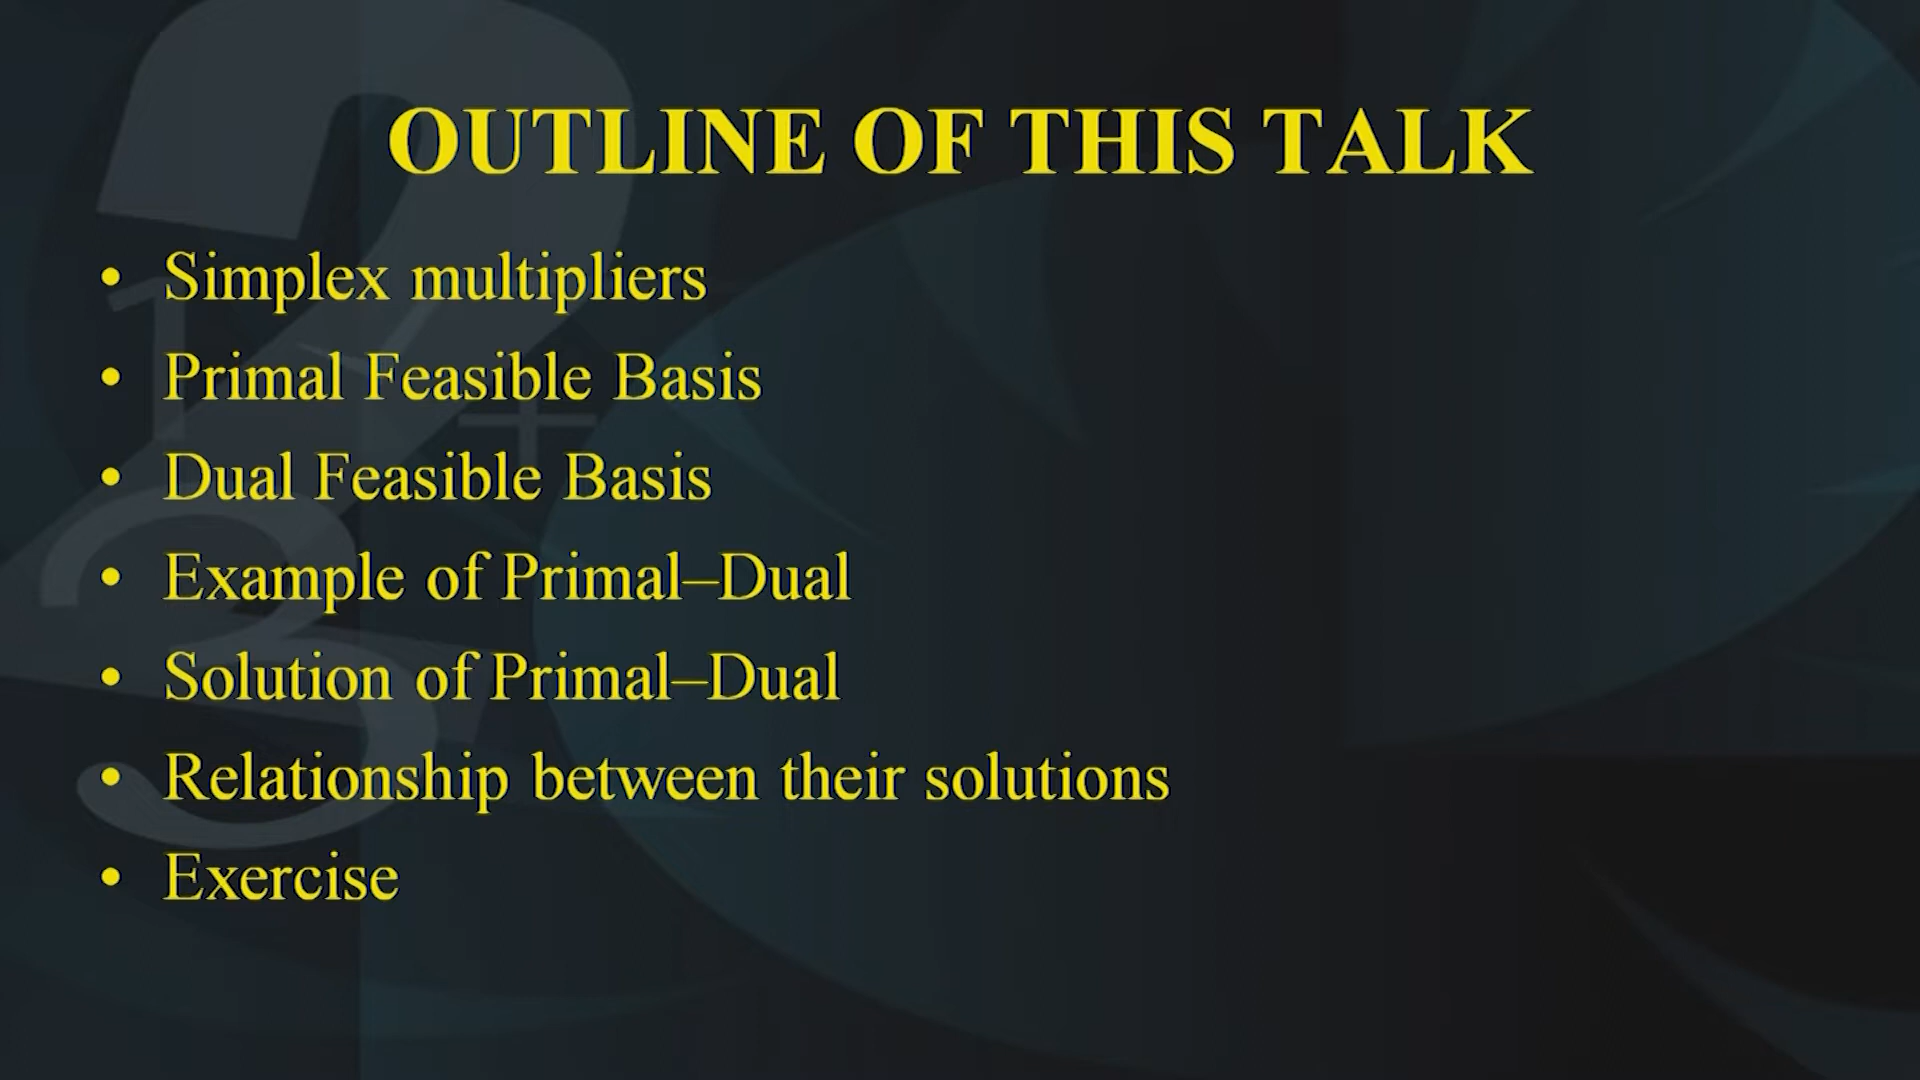 OUTLINE OF THIS TALK
• Simplex multipliers
• Primal Feasible Basis
• Dual Feasible Basis
• Example of Primal–Dual
• Solution of Primal–Dual
• Relationship between their solutions
• Exercise